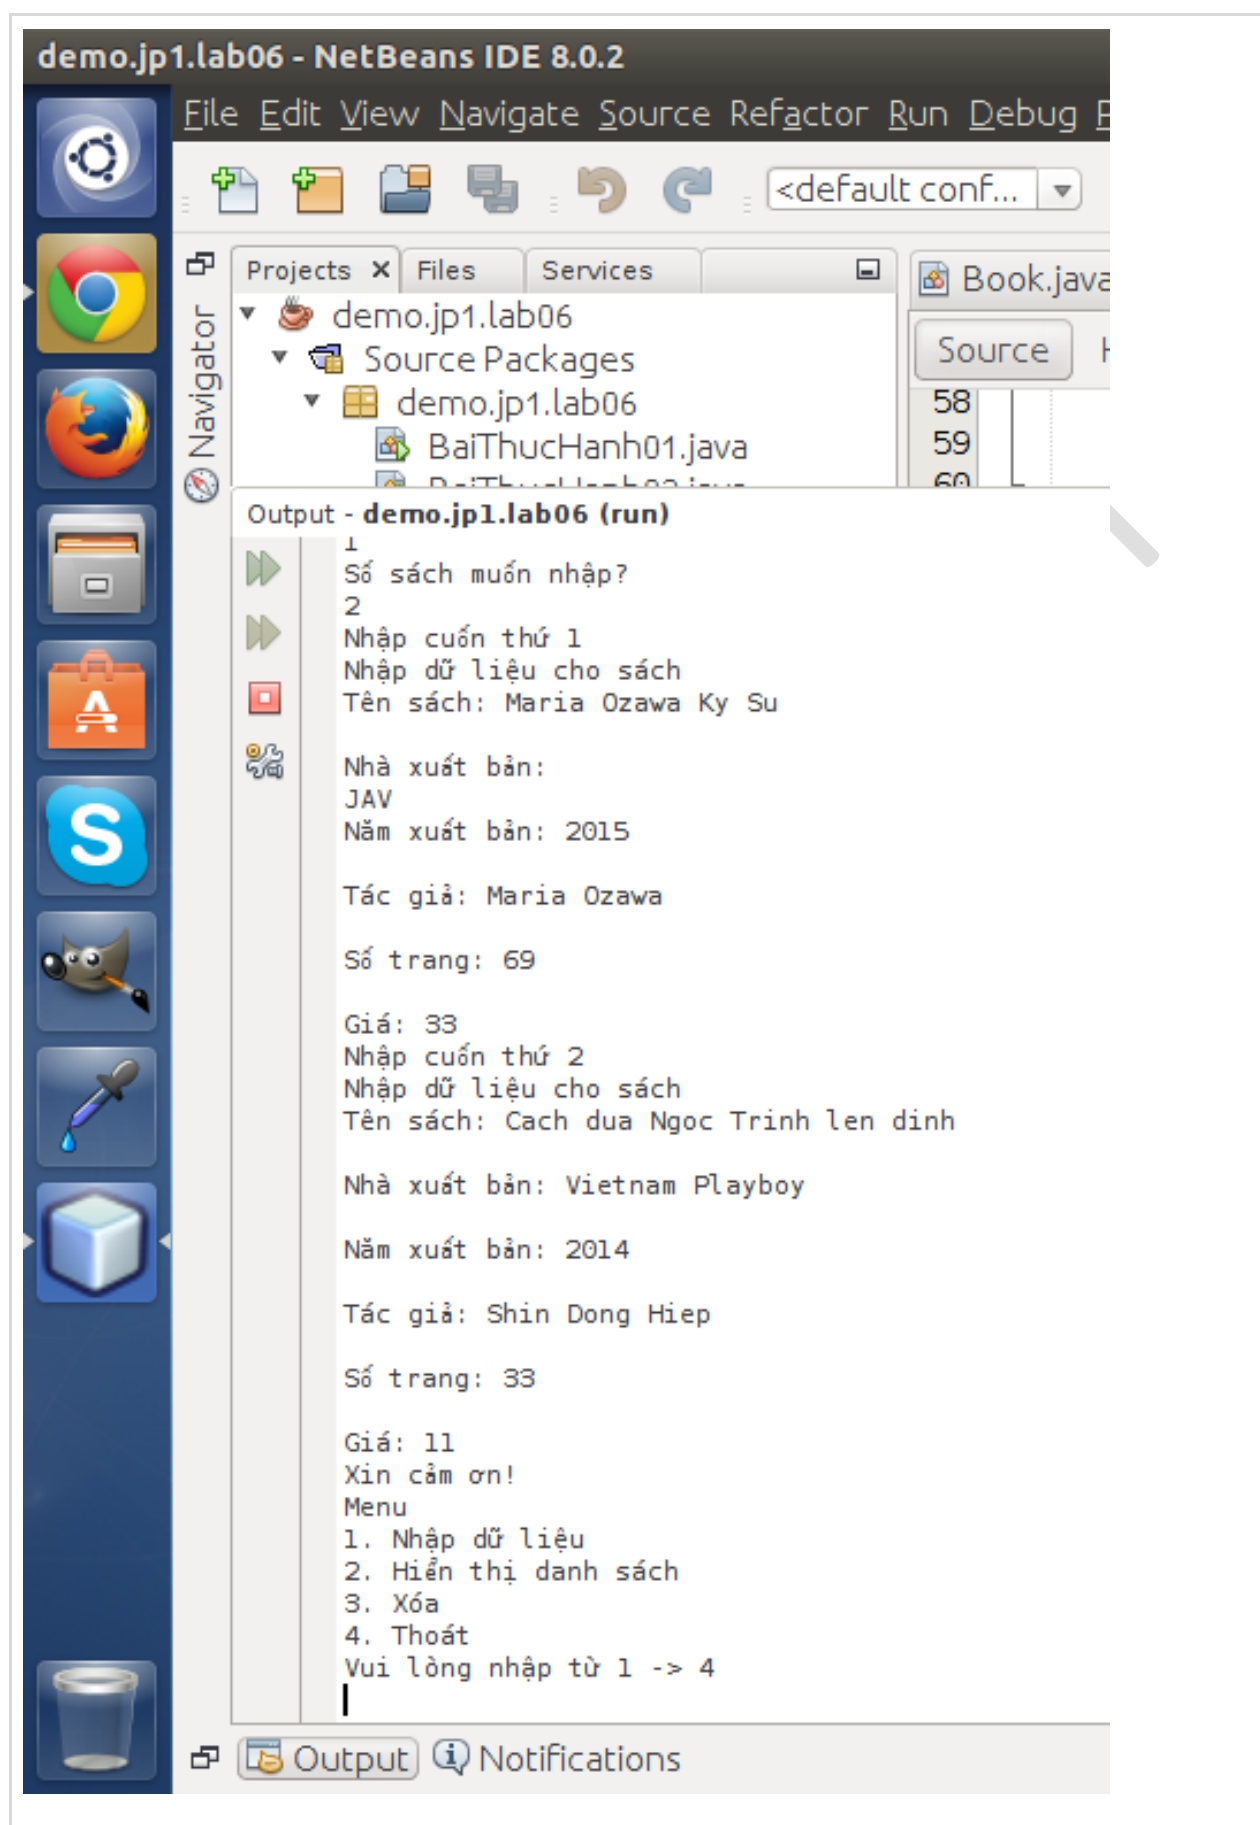 demo.jp1.lab06 - NetBeans IDE 8.0.2
File Edit View Navigate Source Refactor Run Debug
<default conf...
Projects Files Services
Book.java
Navigator
demo.jp1.lab06
Source Packages
demo.jp1.lab06
BaiThucHanh01.java
Source
58
59
60
Output - demo.jp1.lab06 (run)
1
Số sách muốn nhập?
2
Nhập cuốn thứ 1
Nhập dữ liệu cho sách
Tên sách: Maria Ozawa Ky Su
Nhà xuất bản:
JAV
Năm xuất bản: 2015
Tác giả: Maria Ozawa
Số trang: 69
Giá: 33
Nhập cuốn thứ 2
Nhập dữ liệu cho sách
Tên sách: Cach dua Ngoc Trinh len dinh
Nhà xuất bản: Vietnam Playboy
Năm xuất bản: 2014
Tác giả: Shin Dong Hiep
Số trang: 33
Giá: 11
Xin cảm ơn!
Menu
1. Nhập dữ liệu
2. Hiển thị danh sách
3. Xóa
4. Thoát
Vui lòng nhập từ 1 -> 4
Output Notifications